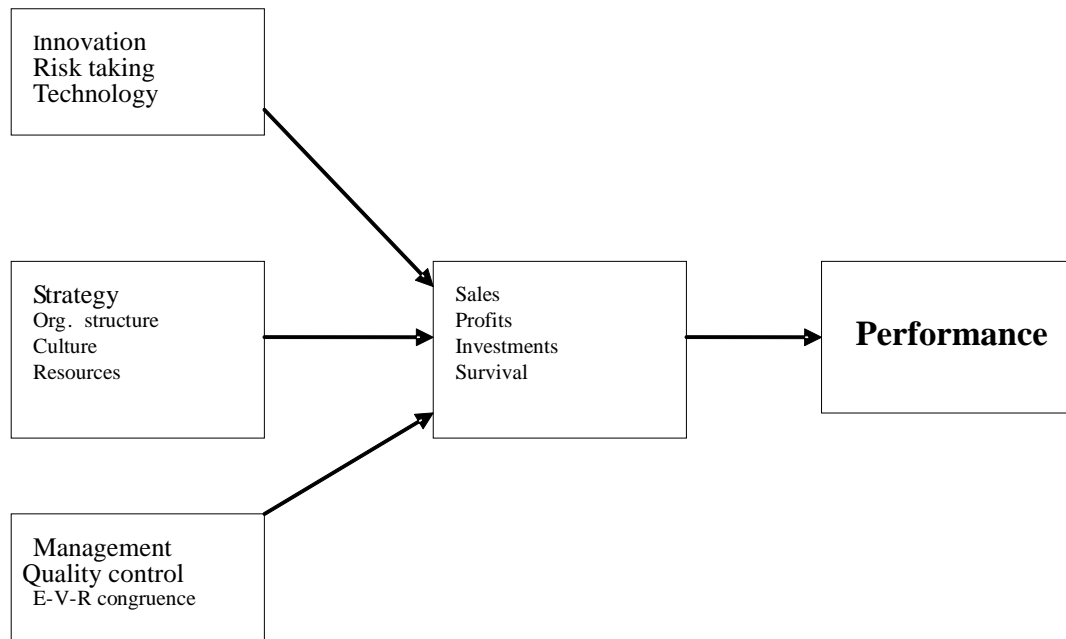 Innovation
Risk taking
Technology
Strategy
Org. structure
Culture
Resources
Sales
Profits
Investments
Survival
Performance
Management
Quality control
E-V-R congruence